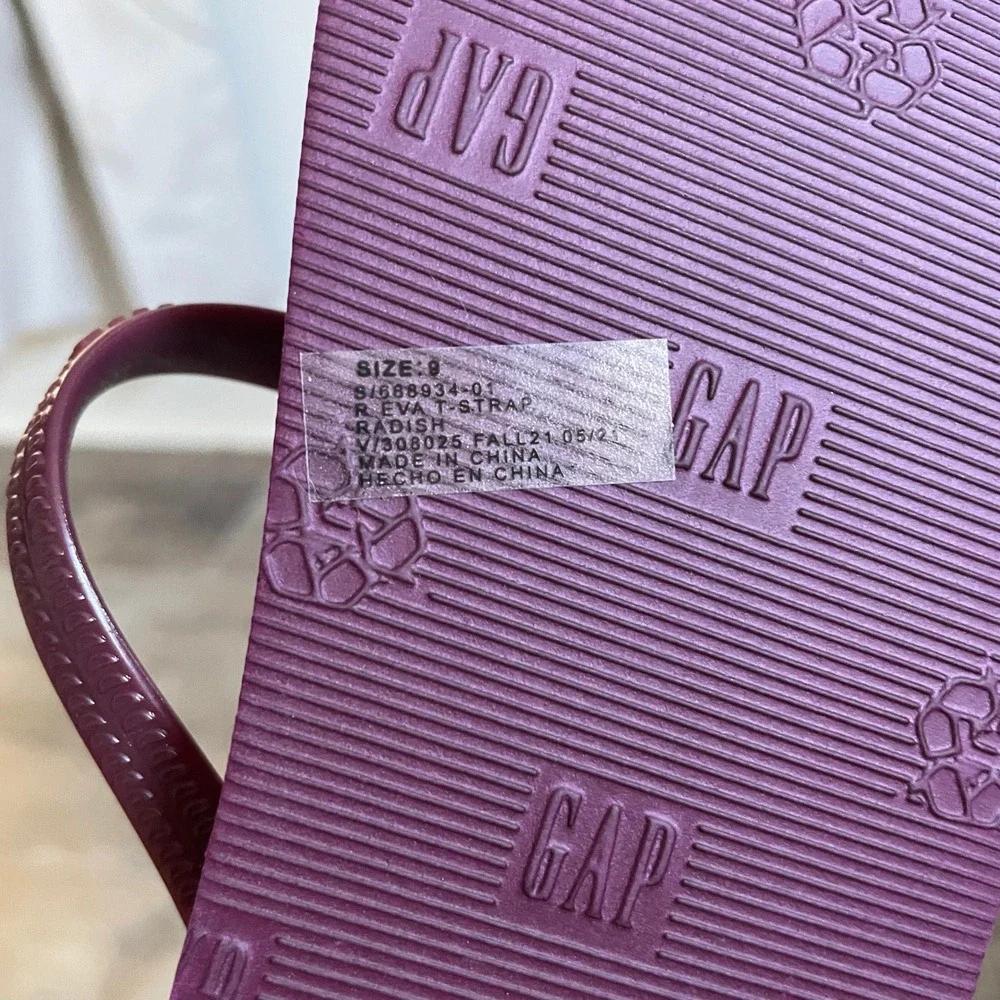 GAP
SIZE: 9
S/668934-01
R EVA T-STRAP
RADISH
V/308025 FALL21 05/21
MADE IN CHINA
HECHO EN CHINA
GAP
GAP